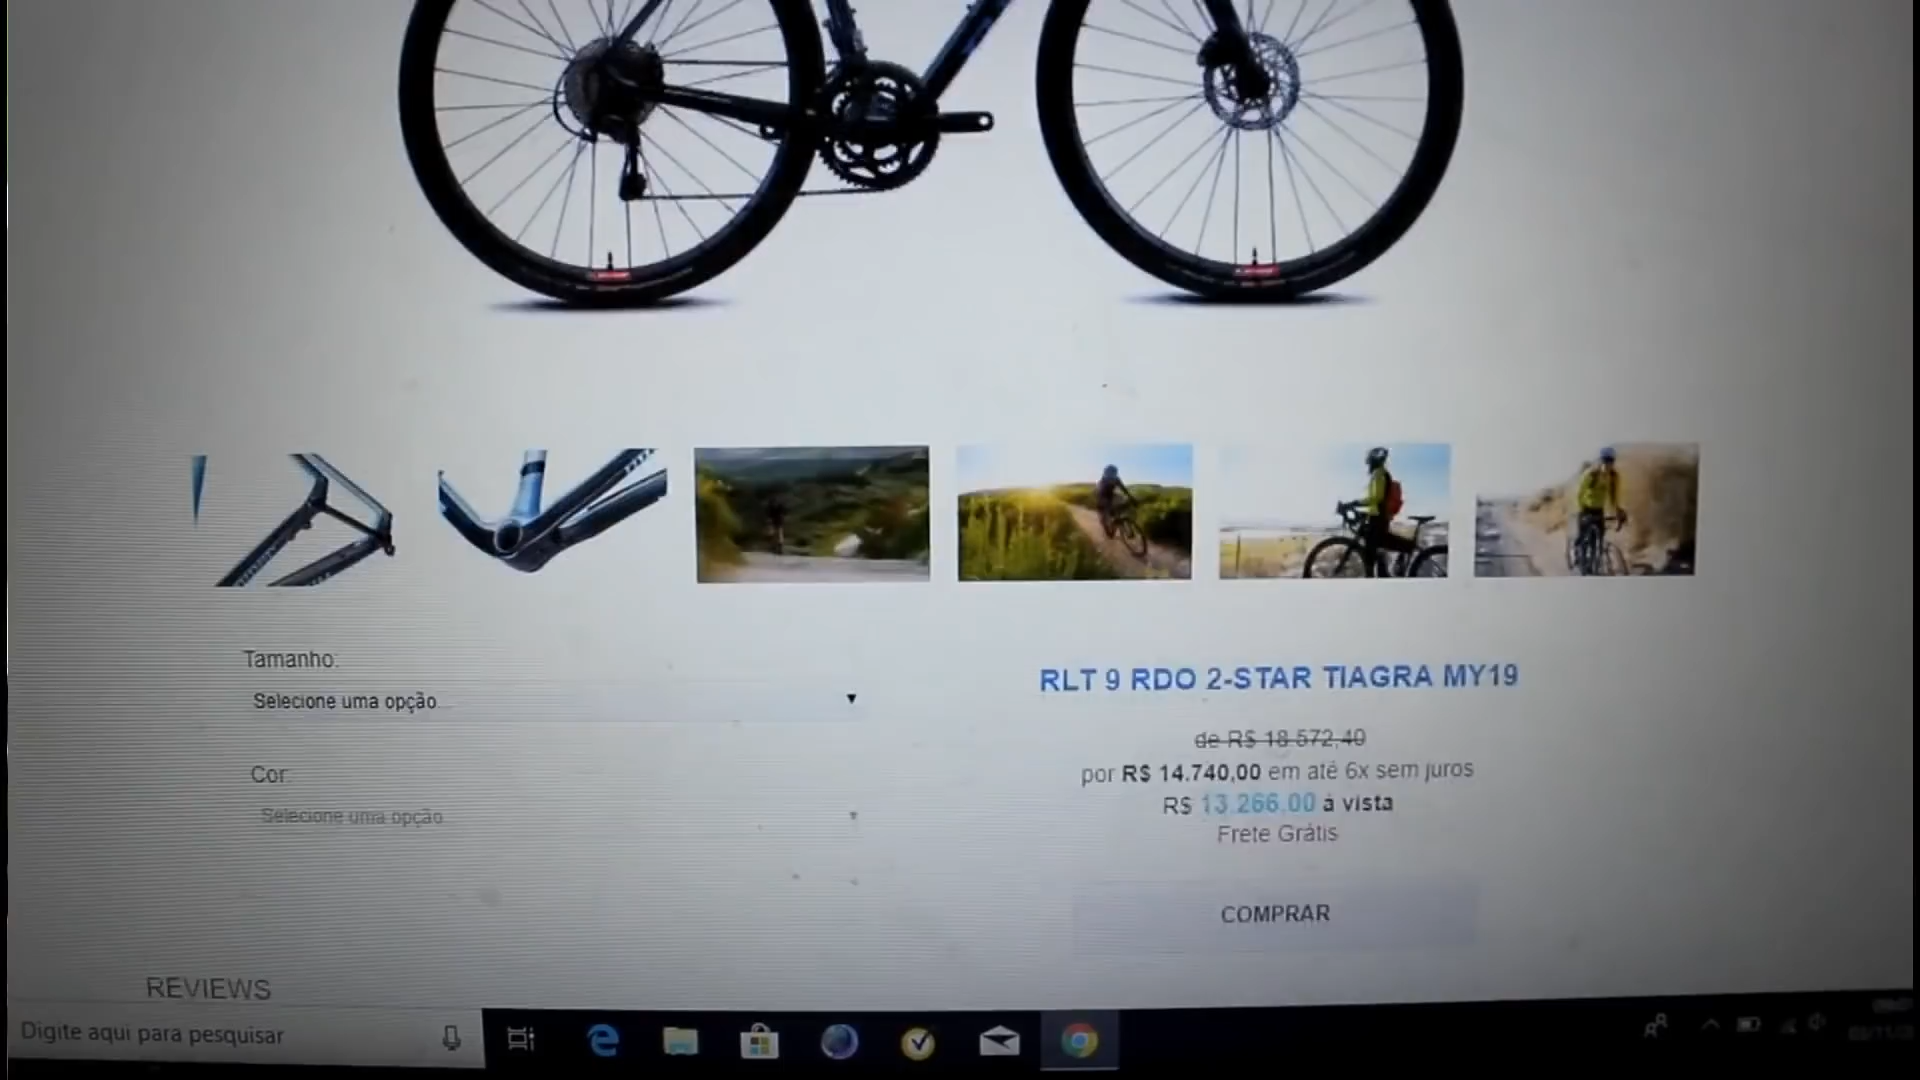 Tamanho:
Selecione uma opção
Cor:
Selecione uma opção
RLT 9 RDO 2-STAR TIAGRA MY19
de R$ 18.572,40
por R$ 14.740,00 em até 6x sem juros
R$ 13.266,00 á vista
Frete Grátis
COMPRAR
REVIEWS
Digite aqui para pesquisar